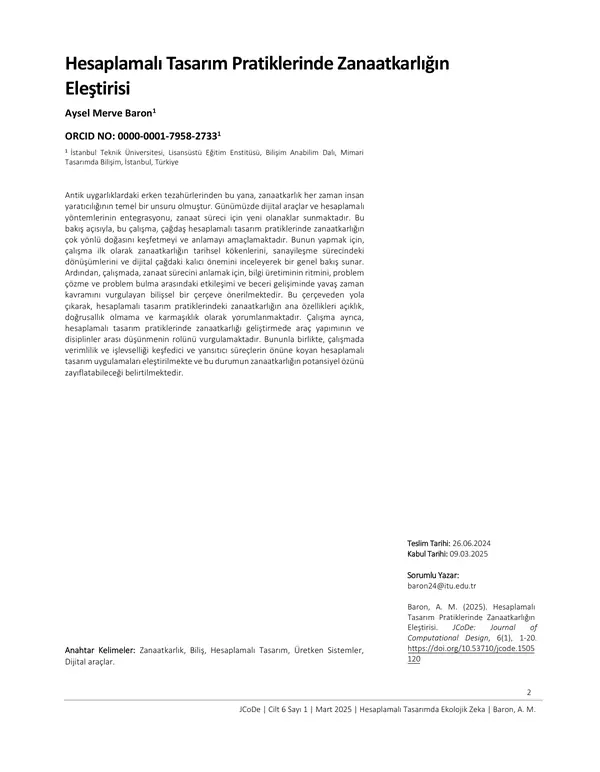 Hesaplamalı Tasarım Pratiklerinde Zanaatkarlığın
Eleştirisi
Aysel Merve Baron¹
ORCID NO: 0000-0001-7958-2733¹
¹ İstanbul Teknik Üniversitesi, Lisansüstü Eğitim Enstitüsü, Bilişim Anabilim Dalı, Mimari
Tasarımda Bilişim, İstanbul, Türkiye
Antik uygarlıklardaki erken tezahürlerinden bu yana, zanaatkarlık her zaman insan
yaratıcılığının temel bir unsuru olmuştur. Günümüzde dijital araçlar ve hesaplamalı
yöntemlerinin entegrasyonu, zanaat süreci için yeni olanaklar sunmaktadır. Bu
bakış açısıyla, bu çalışma, çağdaş hesaplamalı tasarım pratiklerinde zanaatkarlığın
çok yönlü doğasını keşfetmeyi ve anlamayı amaçlamaktadır. Bunun yapmak için,
çalışma ilk olarak zanaatkarlığın tarihsel kökenlerini, sanayileşme sürecindeki
dönüşümlerini ve dijital çağdaki kalıcı önemini inceleyerek bir genel bakış sunar.
Ardından, çalışmada, zanaat sürecini anlamak için, bilgi üretiminin ritmini, problem
çözme ve problem bulma arasındaki etkileşimi ve beceri gelişiminde yavaş zaman
kavramını vurgulayan bilişsel bir çerçeve önerilmektedir. Bu çerçeveden yola
çıkarak, hesaplamalı tasarım pratiklerindeki zanaatkarlığın ana özellikleri açıklık,
doğrusallık olmama ve karmaşıklık olarak yorumlanmaktadır. Çalışma ayrıca,
hesaplamalı tasarım pratiklerinde zanaatkarlığı geliştirmede araç yapımının ve
disiplinler arası düşünmenin rolünü vurgulamaktadır. Bununla birlikte, çalışmada
verimlilik ve işlevselliği keşfedici ve yansıtıcı süreçlerin önüne koyan hesaplamalı
tasarım uygulamaları eleştirilmekte ve bu durumun zanaatkarlığın potansiyel özünü
zayıflatabileceği belirtilmektedir.
Teslim Tarihi: 26.06.2024
Kabul Tarihi: 09.03.2025
Sorumlu Yazar:
baron24@itu.edu.tr
Baron, A. M. (2025). Hesaplamalı
Tasarım Pratiklerinde Zanaatkarlığın
Eleştirisi. JCoDe: Journal of
Computational Design, 6(1), 1-20.
https://doi.org/10.53710/jcode.1505
120
Anahtar Kelimeler: Zanaatkarlık, Biliş, Hesaplamalı Tasarım, Üretken Sistemler,
Dijital araçlar.
2
JCoDe | Cilt 6 Sayı 1 | Mart 2025 | Hesaplamalı Tasarımda Ekolojik Zeka | Baron, A. M.